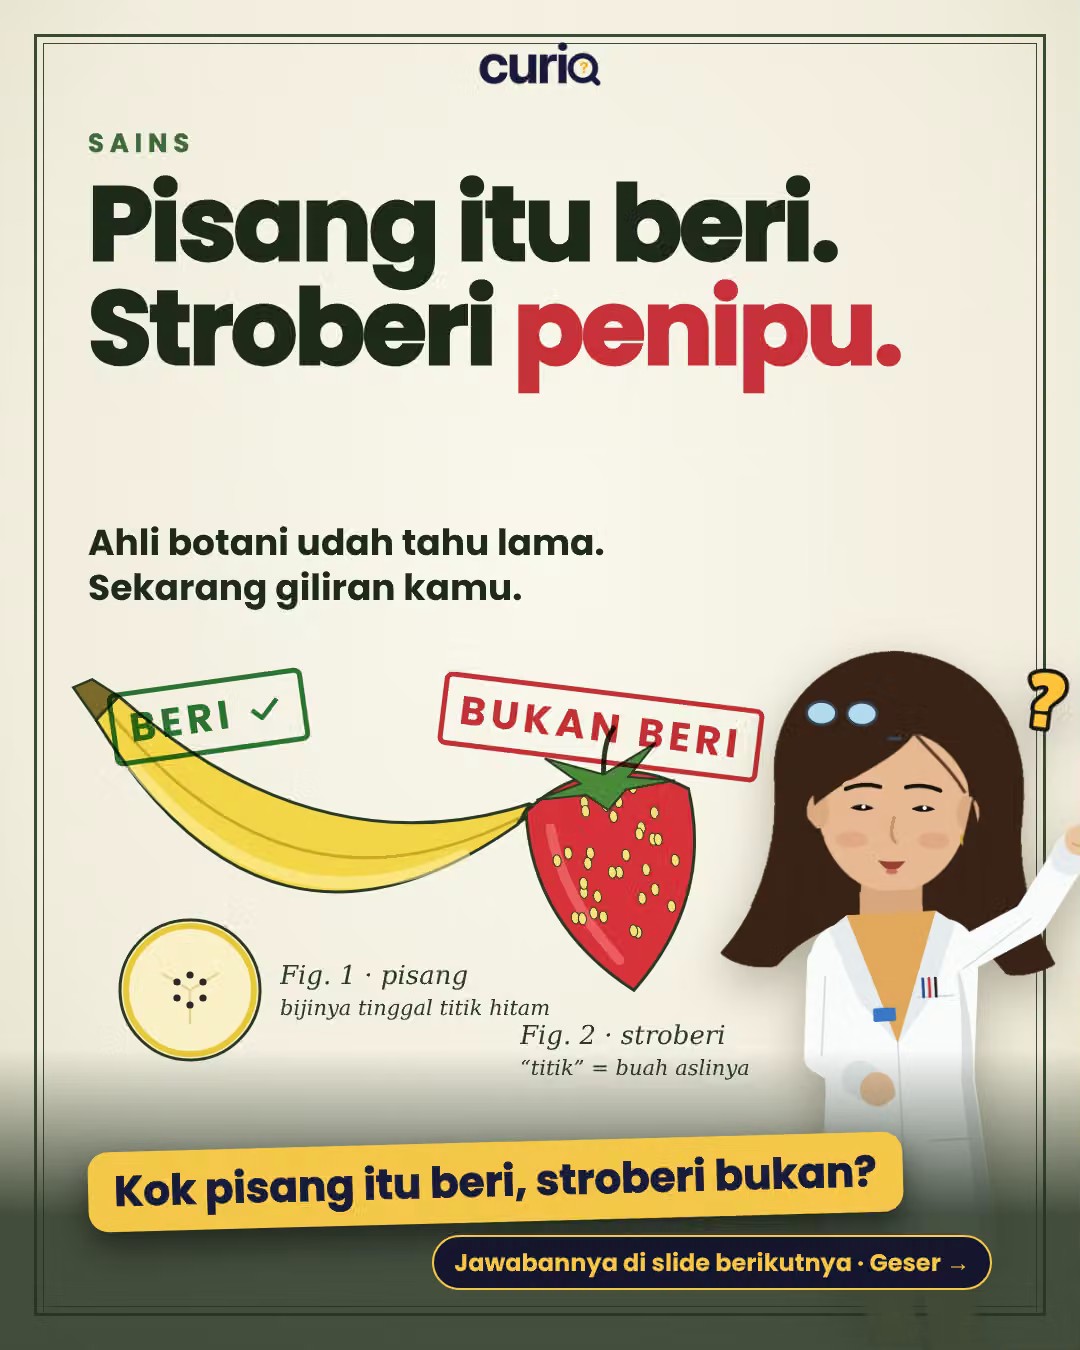 curiQ
SAINS
Pisang itu beri.
Stroberi penipu.
Ahli botani udah tahu lama.
Sekarang giliran kamu.
BERI ✓
BUKAN BERI
?
Fig. 1 · pisang
bijinya tinggal titik hitam
Fig. 2 · stroberi
“titik” = buah aslinya
Kok pisang itu beri, stroberi bukan?
Jawabannya di slide berikutnya · Geser →